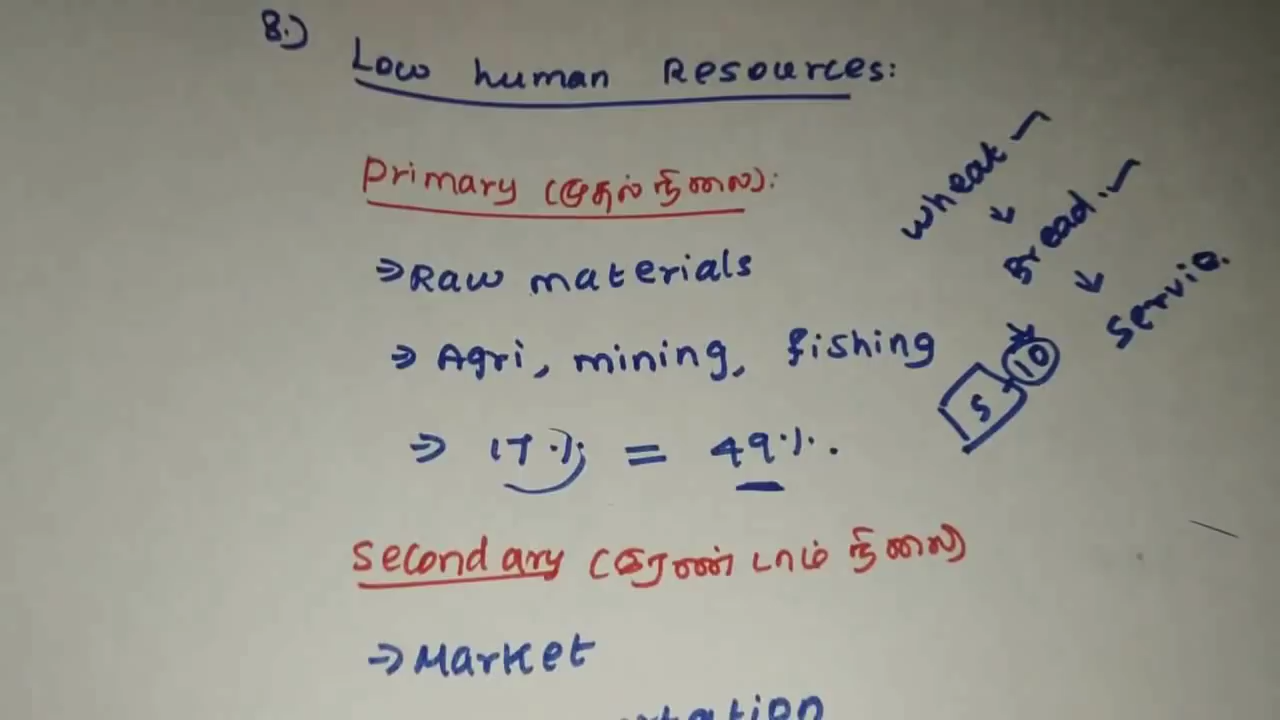 8.)
Low human Resources:
Primary (முதல் நிலை):
⇒ Raw materials
⇒ Agri, mining, fishing
⇒ 17% = 49%.
Secondary (இரண்டாம் நிலை)
⇒ Market
wheat
↓
Bread.
↓
Servic.
5
10